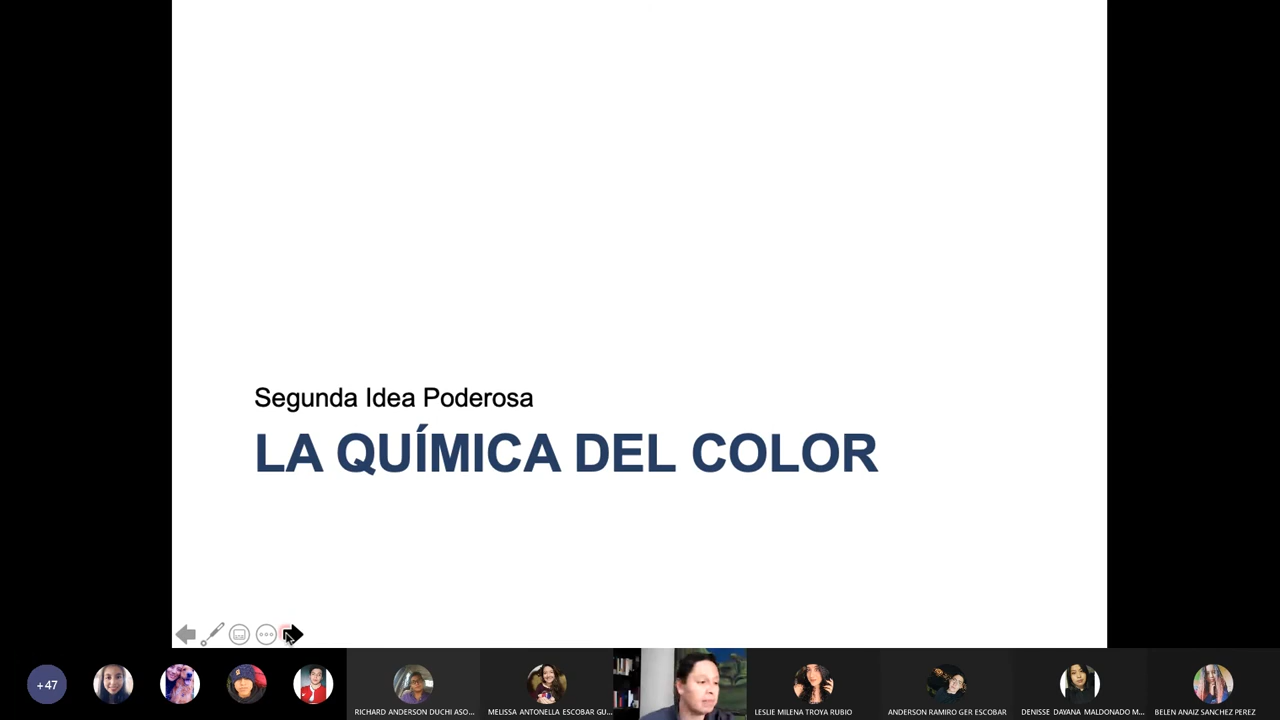 Segunda Idea Poderosa
LA QUÍMICA DEL COLOR
+47
RICHARD ANDERSON DUCHI ASO...
MELISSA ANTONELLA ESCOBAR GU...
LESLIE MILENA TROYA RUBIO
ANDERSON RAMIRO GER ESCOBAR
DENISSE DAYANA MALDONADO M...
BELEN ANAIZ SANCHEZ PEREZ